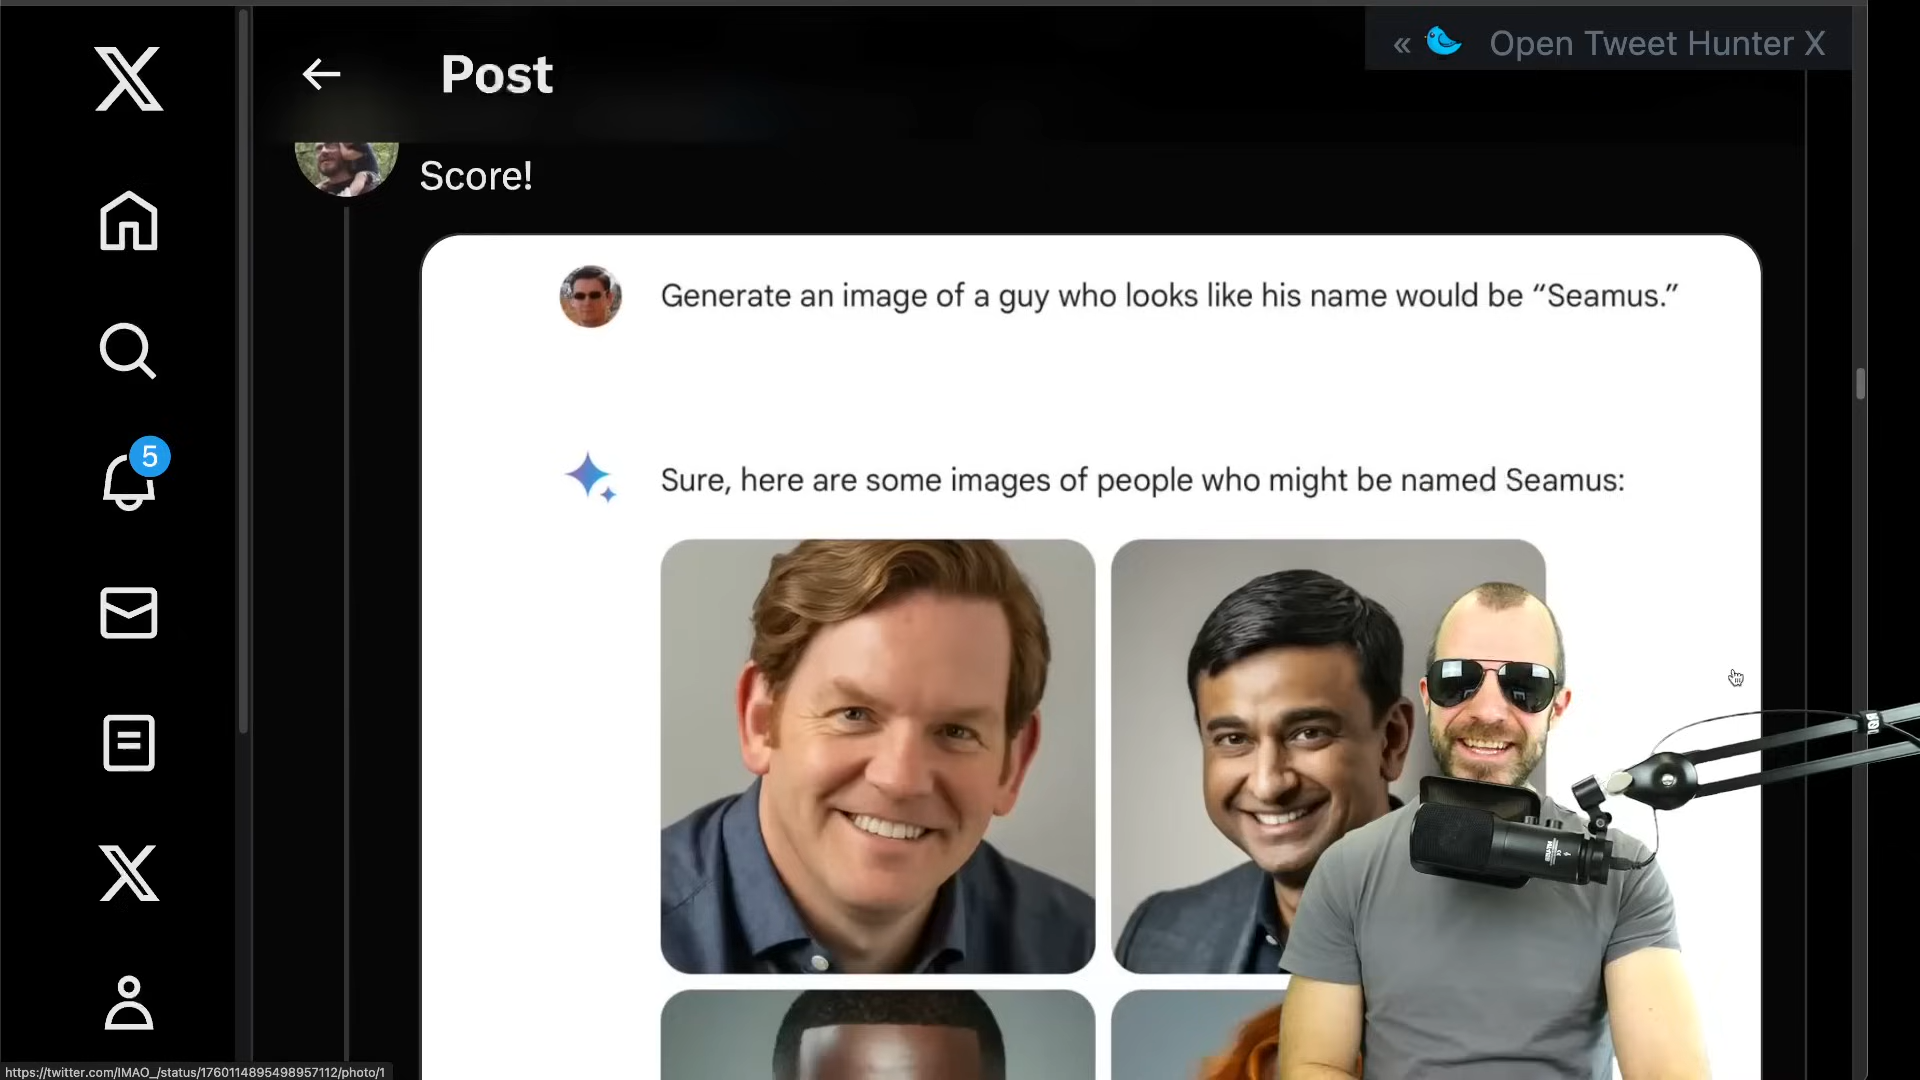 « Open Tweet Hunter X
Post
Score!
Generate an image of a guy who looks like his name would be “Seamus.”
5
Sure, here are some images of people who might be named Seamus:
https://twitter.com/IMAO_/status/1760114895498957112/photo/1